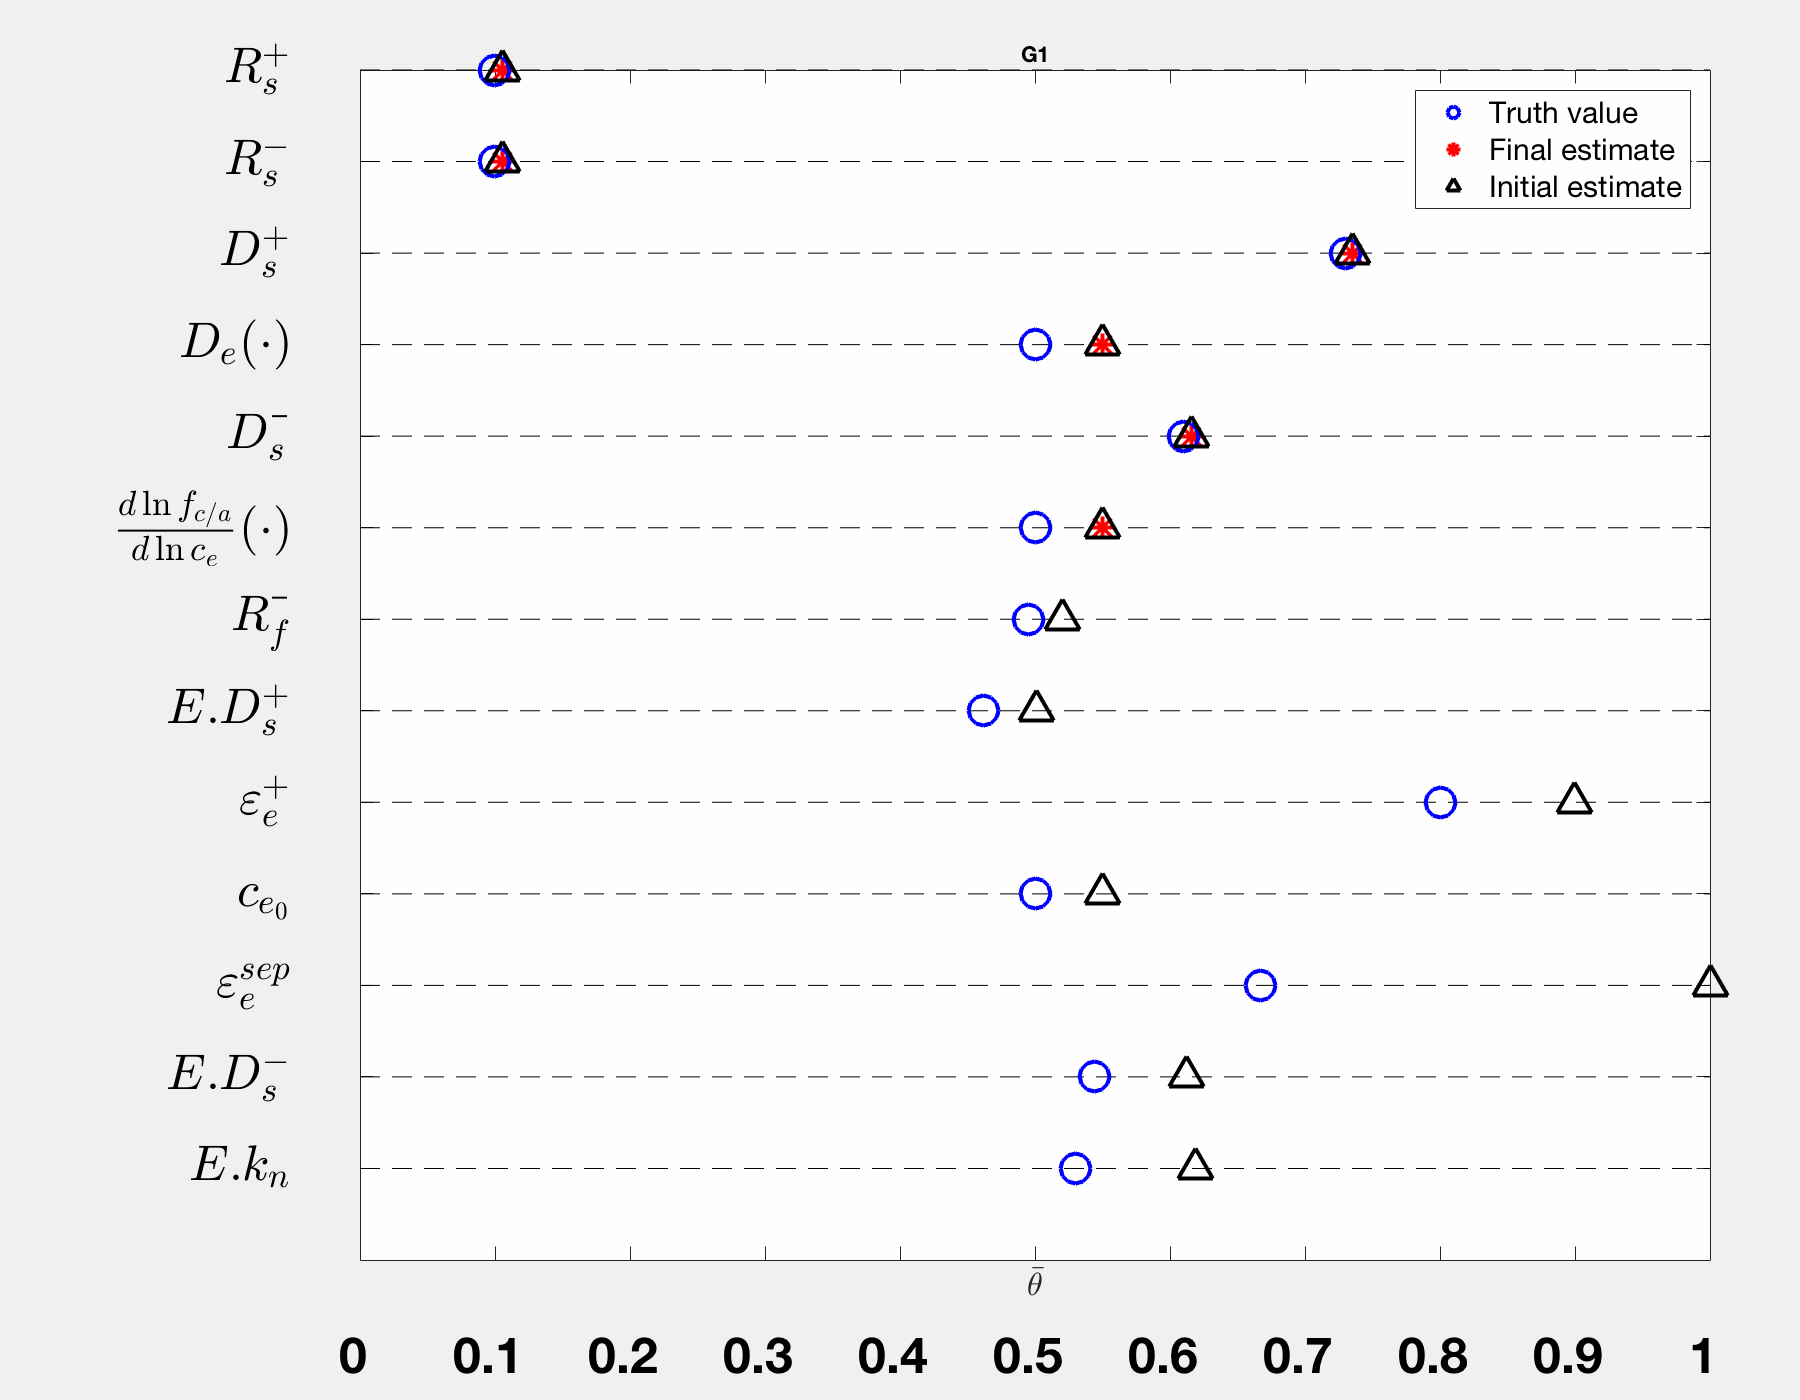 G1
R_s^+
R_s^-
D_s^+
D_e(·)
D_s^-
\frac{d ln f_{c/a}}{d ln c_e}(·)
R_f^-
E.D_s^+
ε_e^+
c_{e_0}
ε_e^{sep}
E.D_s^-
E.k_n
Truth value
Final estimate
Initial estimate
θ̄
0 0.1 0.2 0.3 0.4 0.5 0.6 0.7 0.8 0.9 1